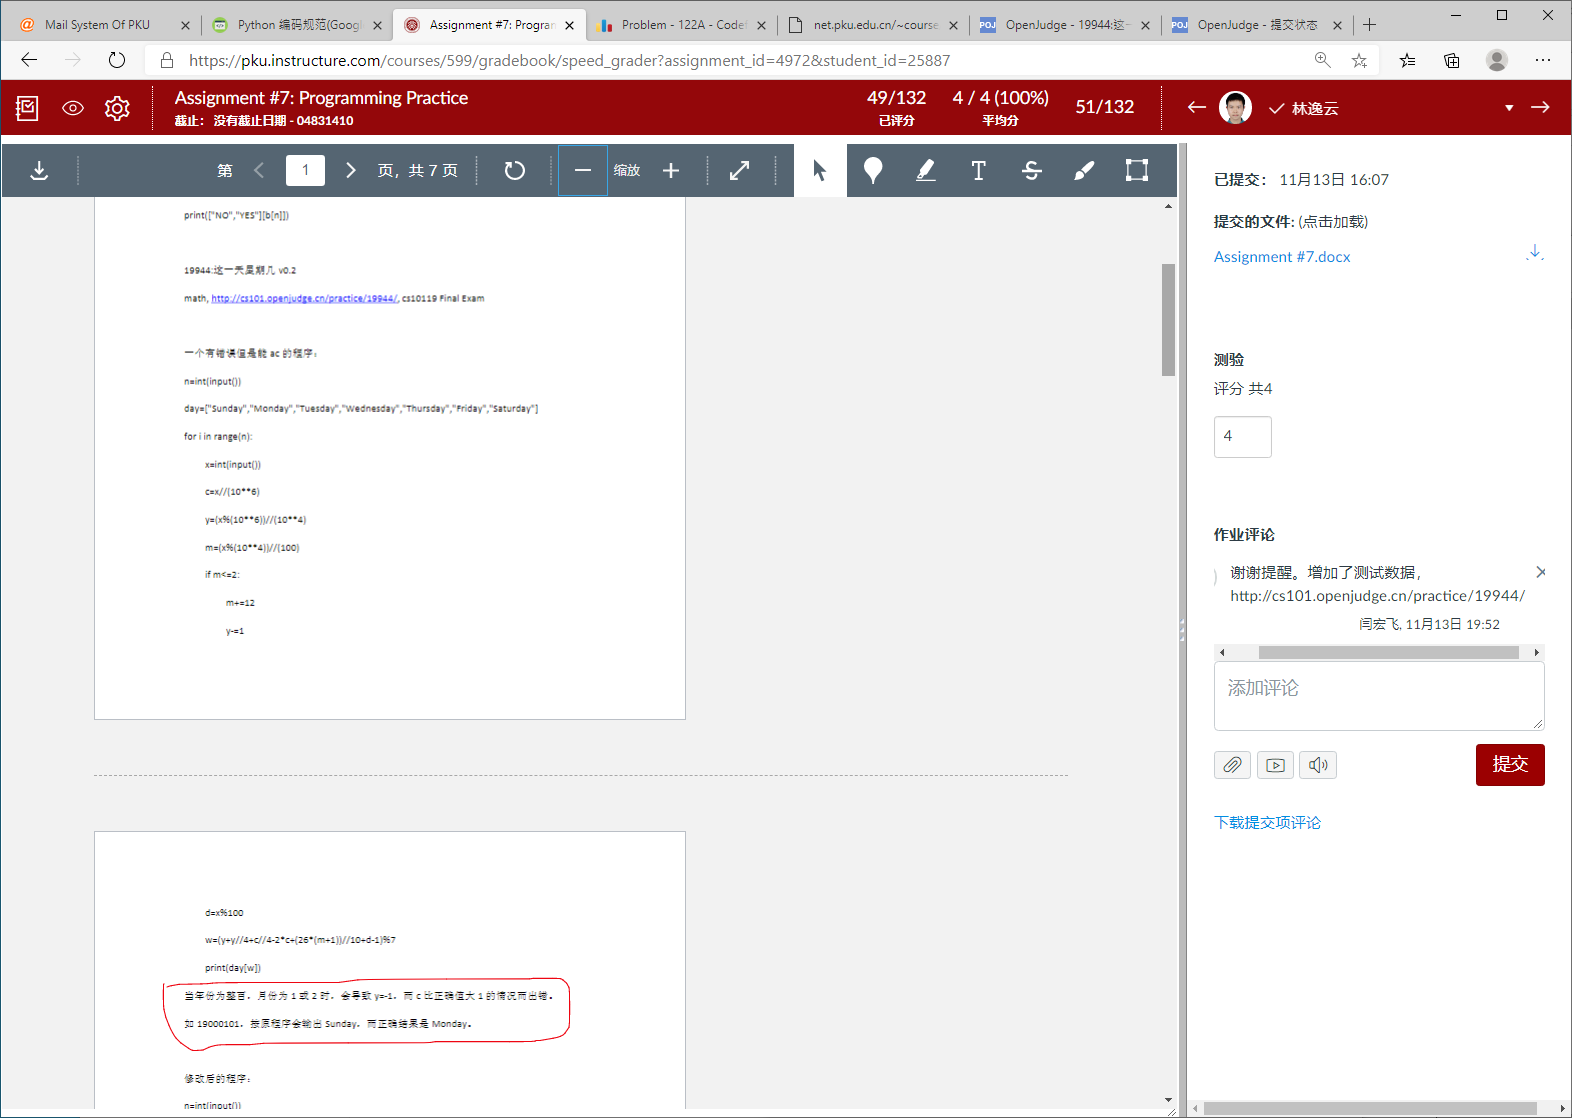 Mail System Of PKU
Python 编码规范(Goog
Assignment #7: Progran
Problem - 122A - Codef
net.pku.edu.cn/~course
OpenJudge - 19944:这一
OpenJudge - 提交状态
https://pku.instructure.com/courses/599/gradebook/speed_grader?assignment_id=4972&student_id=25887
Assignment #7: Programming Practice
截止： 没有截止日期 - 04831410
49/132
已评分
4 / 4 (100%)
平均分
51/132
林逸云
第 1 页，共 7 页
缩放
print(["NO","YES"][b[n]])
19944:这一天星期几 v0.2
math, http://cs101.openjudge.cn/practice/19944/, cs10119 Final Exam
一个有错误但是能 ac 的程序：
n=int(input())
day=["Sunday","Monday","Tuesday","Wednesday","Thursday","Friday","Saturday"]
for i in range(n):
x=int(input())
c=x//(10**6)
y=(x%(10**6))//(10**4)
m=(x%(10**4))//(100)
if m<=2:
m+=12
y-=1
d=x%100
w=(y+y//4+c//4-2*c+(26*(m+1))//10+d-1)%7
print(day[w])
当年份为整百，月份为 1 或 2 时，会导致 y=-1，而 c 比正确值大 1 的情况而出错。
如 19000101，按原程序会输出 Sunday，而正确结果是 Monday。
修改后的程序：
n=int(input())
已提交： 11月13日 16:07
提交的文件: (点击加载)
Assignment #7.docx
测验
评分 共4
4
作业评论
谢谢提醒。增加了测试数据，
http://cs101.openjudge.cn/practice/19944/
闫宏飞, 11月13日 19:52
添加评论
提交
下载提交项评论